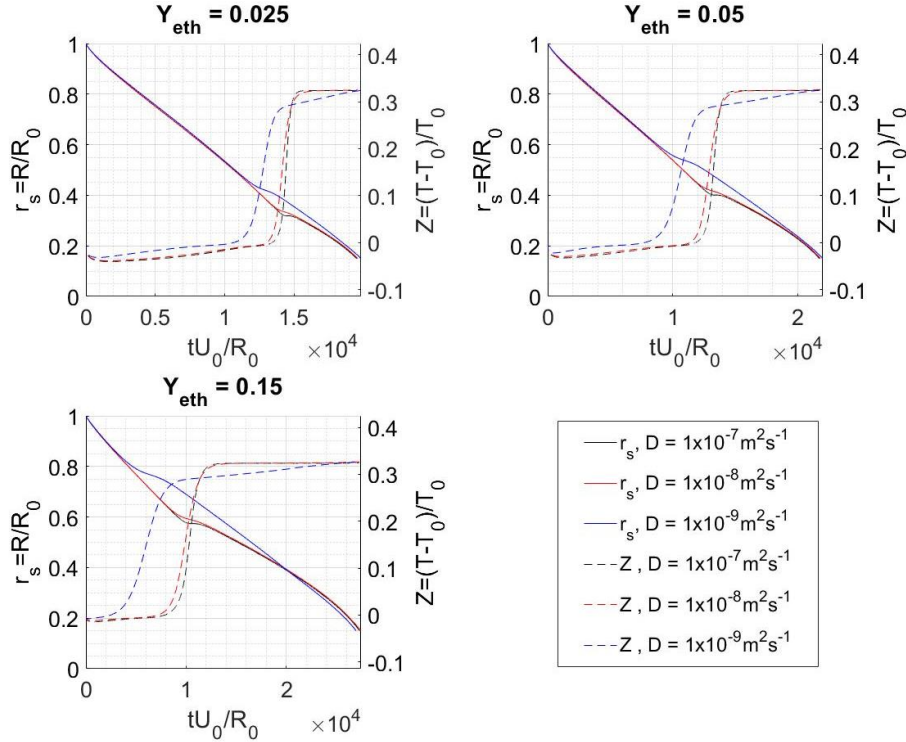 Y_eth = 0.025
1
0.8
0.6
0.4
0.2
0
r_s=R/R_0
0.4
0.3
0.2
0.1
0
-0.1
Z=(T-T_0)/T_0
0 0.5 1 1.5
×10^4
tU_0/R_0
Y_eth = 0.05
1
0.8
0.6
0.4
0.2
0
r_s=R/R_0
0.4
0.3
0.2
0.1
0
-0.1
Z=(T-T_0)/T_0
0 1 2
×10^4
tU_0/R_0
Y_eth = 0.15
1
0.8
0.6
0.4
0.2
0
r_s=R/R_0
0.4
0.3
0.2
0.1
0
-0.1
Z=(T-T_0)/T_0
0 1 2
×10^4
tU_0/R_0
r_s, D = 1x10^-7m^2s^-1
r_s, D = 1x10^-8m^2s^-1
r_s, D = 1x10^-9m^2s^-1
Z , D = 1x10^-7m^2s^-1
Z , D = 1x10^-8m^2s^-1
Z , D = 1x10^-9m^2s^-1